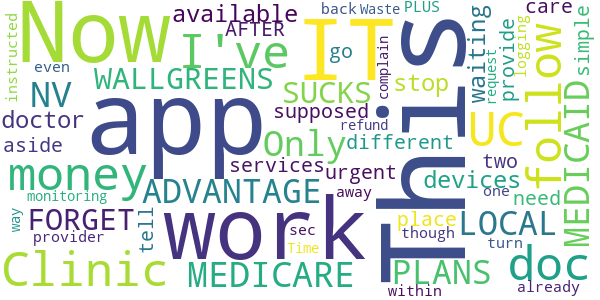 back Waste PLUS
available
care
instructed
Now
I've
AFTER
IT
This
even
go
complain
waiting
request
provide
logging
simple
WALLGREENS
SUCKS
stop
follow
NV
app
supposed
UC
MEDICAID
doctor
refund
aside
Only
different
two
money
services
urgent
devices
one
need
monitoring
ADVANTAGE
away
way
FORGET
tell
work
sec
place
LOCAL
provider
Time
though
turn
doc
Clinic
MEDICARE
PLANS
within
already